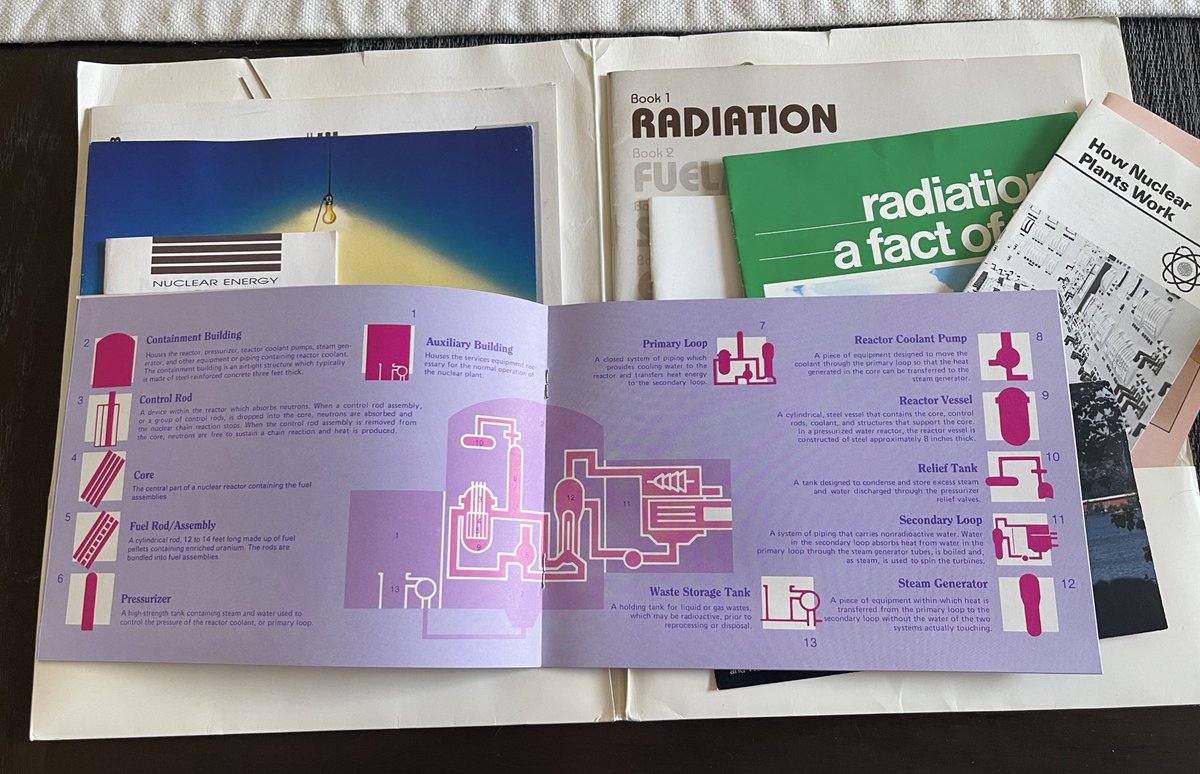 Book 1
RADIATION
Book 2
FUEL
radiation
a fact of
How Nuclear
Plants Work
NUCLEAR ENERGY
1
Auxiliary Building
Houses the services equipment nec-
essary for the normal operation of
the nuclear plant.
2
Containment Building
Houses the reactor, pressurizer, reactor coolant pumps, steam gen-
erator, and other equipment or piping containing reactor coolant.
The containment building is an airtight structure which typically
is made of steel-reinforced concrete three feet thick.
3
Control Rod
A device within the reactor which absorbs neutrons. When a control rod assembly,
or a group of control rods, is dropped into the core, neutrons are absorbed and
the nuclear chain reaction stops. When the control rod assembly is removed from
the core, neutrons are free to sustain a chain reaction and heat is produced.
4
Core
The central part of a nuclear reactor containing the fuel
assemblies.
5
Fuel Rod/Assembly
A cylindrical rod, 12 to 14 feet long made up of fuel
pellets containing enriched uranium. The rods are
bundled into fuel assemblies.
6
Pressurizer
A high-strength tank containing steam and water used to
control the pressure of the reactor coolant, or primary loop.
10
3
4
5
9
6
8
2
7
12
11
1
13
7
Primary Loop
A closed system of piping which
provides cooling water to the
reactor and transfers heat energy
to the secondary loop.
8
Reactor Coolant Pump
A piece of equipment designed to move the
coolant through the primary loop so that the heat
generated in the core can be transferred to the
steam generator.
9
Reactor Vessel
A cylindrical, steel vessel that contains the core, control
rods, coolant, and structures that support the core.
In a pressurized water reactor, the reactor vessel is
constructed of steel approximately 8 inches thick.
10
Relief Tank
A tank designed to condense and store excess steam
and water discharged through the pressurizer
relief valves.
11
Secondary Loop
A system of piping that carries nonradioactive water. Water
in the secondary loop absorbs heat from water in the
primary loop through the steam generator tubes, is boiled and,
as steam, is used to spin the turbines.
12
Steam Generator
A piece of equipment within which heat is
transferred from the primary loop to the
secondary loop without the water of the two
systems actually touching.
Waste Storage Tank
A holding tank for liquid or gas wastes,
which may be radioactive, prior to
reprocessing or disposal.
13